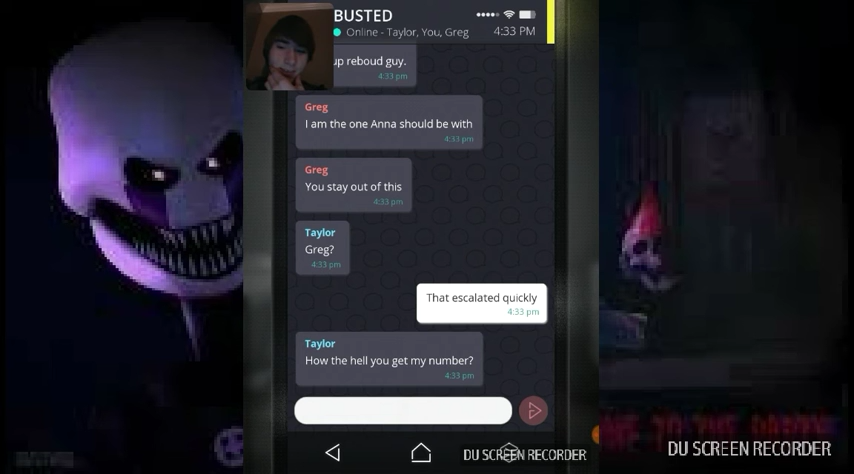 BUSTED
Online - Taylor, You, Greg
4:33 PM
up reboud guy.
4:33 pm
Greg
I am the one Anna should be with
4:33 pm
Greg
You stay out of this
4:33 pm
Taylor
Greg?
4:33 pm
That escalated quickly
4:33 pm
Taylor
How the hell you get my number?
4:33 pm
DU SCREEN RECORDER
DU SCREEN RECORDER